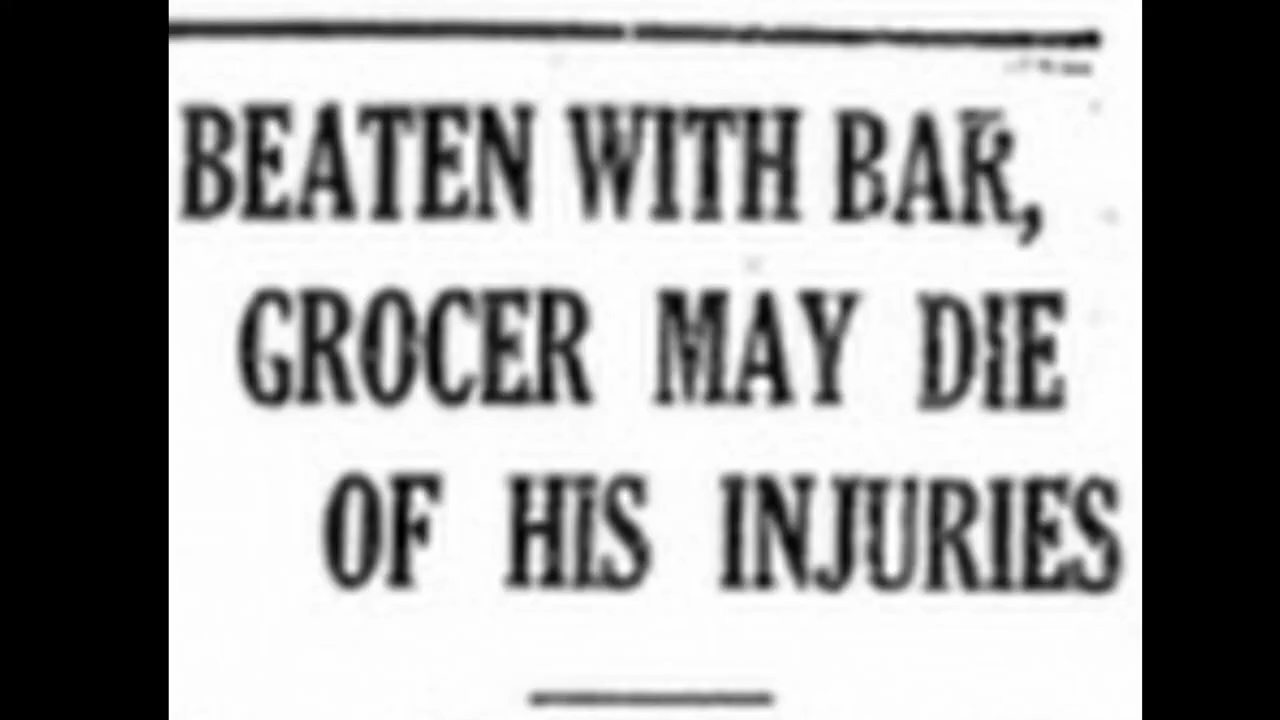 BEATEN WITH BAR,
GROCER MAY DIE
OF HIS INJURIES